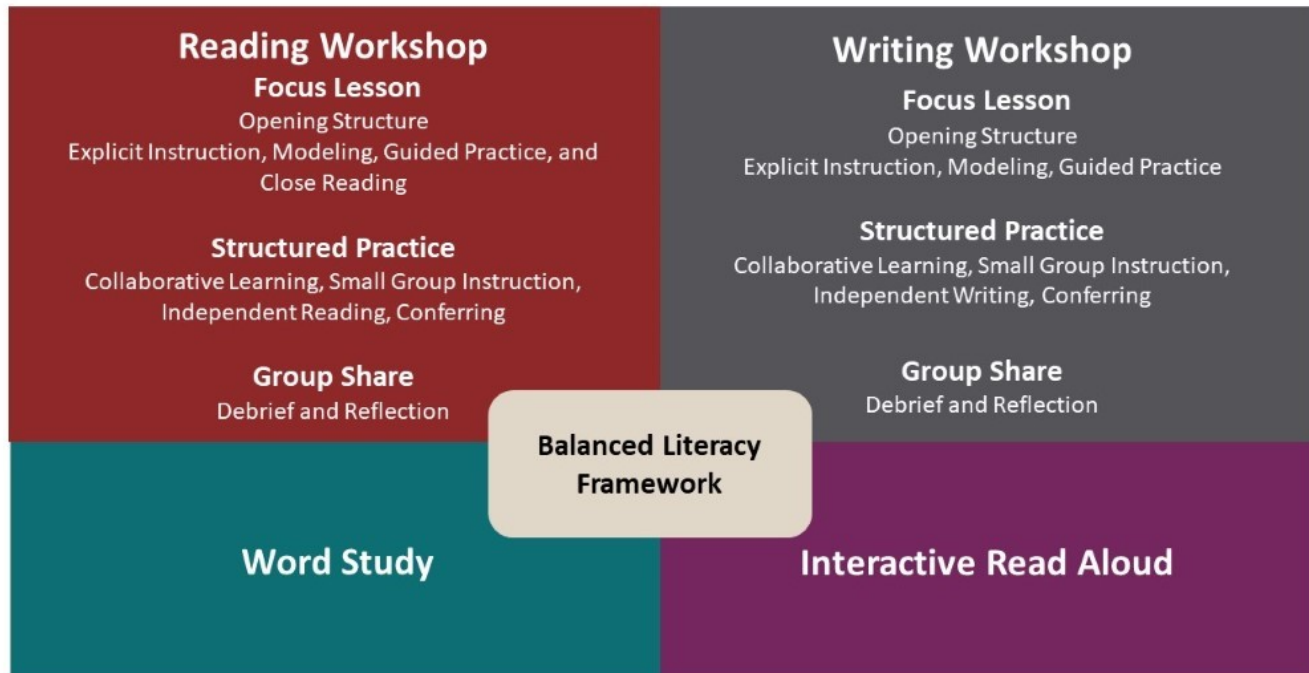 Reading Workshop
Focus Lesson
Opening Structure
Explicit Instruction, Modeling, Guided Practice, and
Close Reading
Structured Practice
Collaborative Learning, Small Group Instruction,
Independent Reading, Conferring
Group Share
Debrief and Reflection
Writing Workshop
Focus Lesson
Opening Structure
Explicit Instruction, Modeling, Guided Practice
Structured Practice
Collaborative Learning, Small Group Instruction,
Independent Writing, Conferring
Group Share
Debrief and Reflection
Balanced Literacy
Framework
Word Study
Interactive Read Aloud